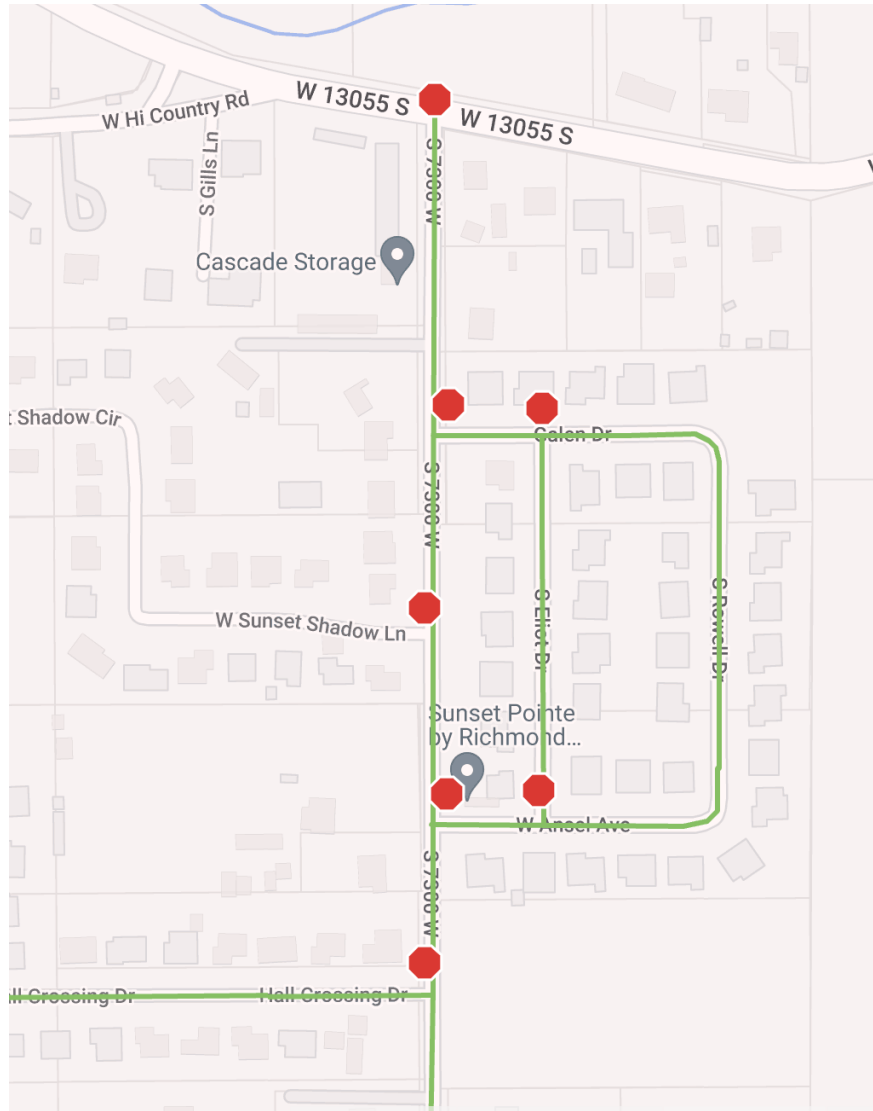 W 13055 S
W 13055 S
W Hi Country Rd
S Gills Ln
Cascade Storage
t Shadow Cir
Galen Dr
W Sunset Shadow Ln
S Eliot Dr
S Rowell Dr
Sunset Pointe
by Richmond...
W Ansel Ave
ll Crossing Dr
Hall Crossing Dr